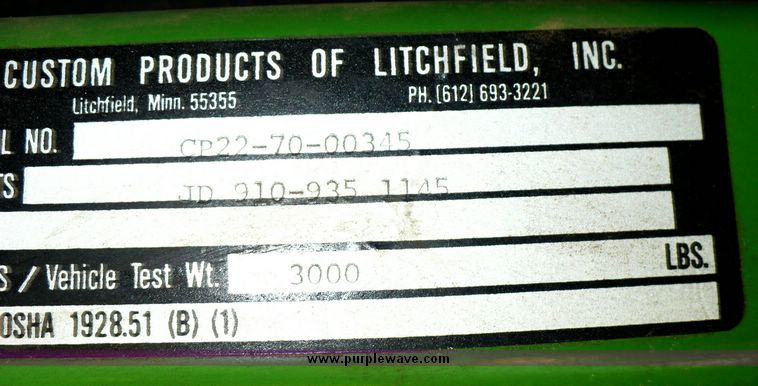 CUSTOM PRODUCTS OF LITCHFIELD, INC.
Litchfield, Minn. 55355 PH. (612) 693-3221
L NO. CP22-70-00345
TS JD 910-935 1145
S / Vehicle Test Wt. 3000 LBS.
OSHA 1928.51 (B) (1)
www.purplewave.com